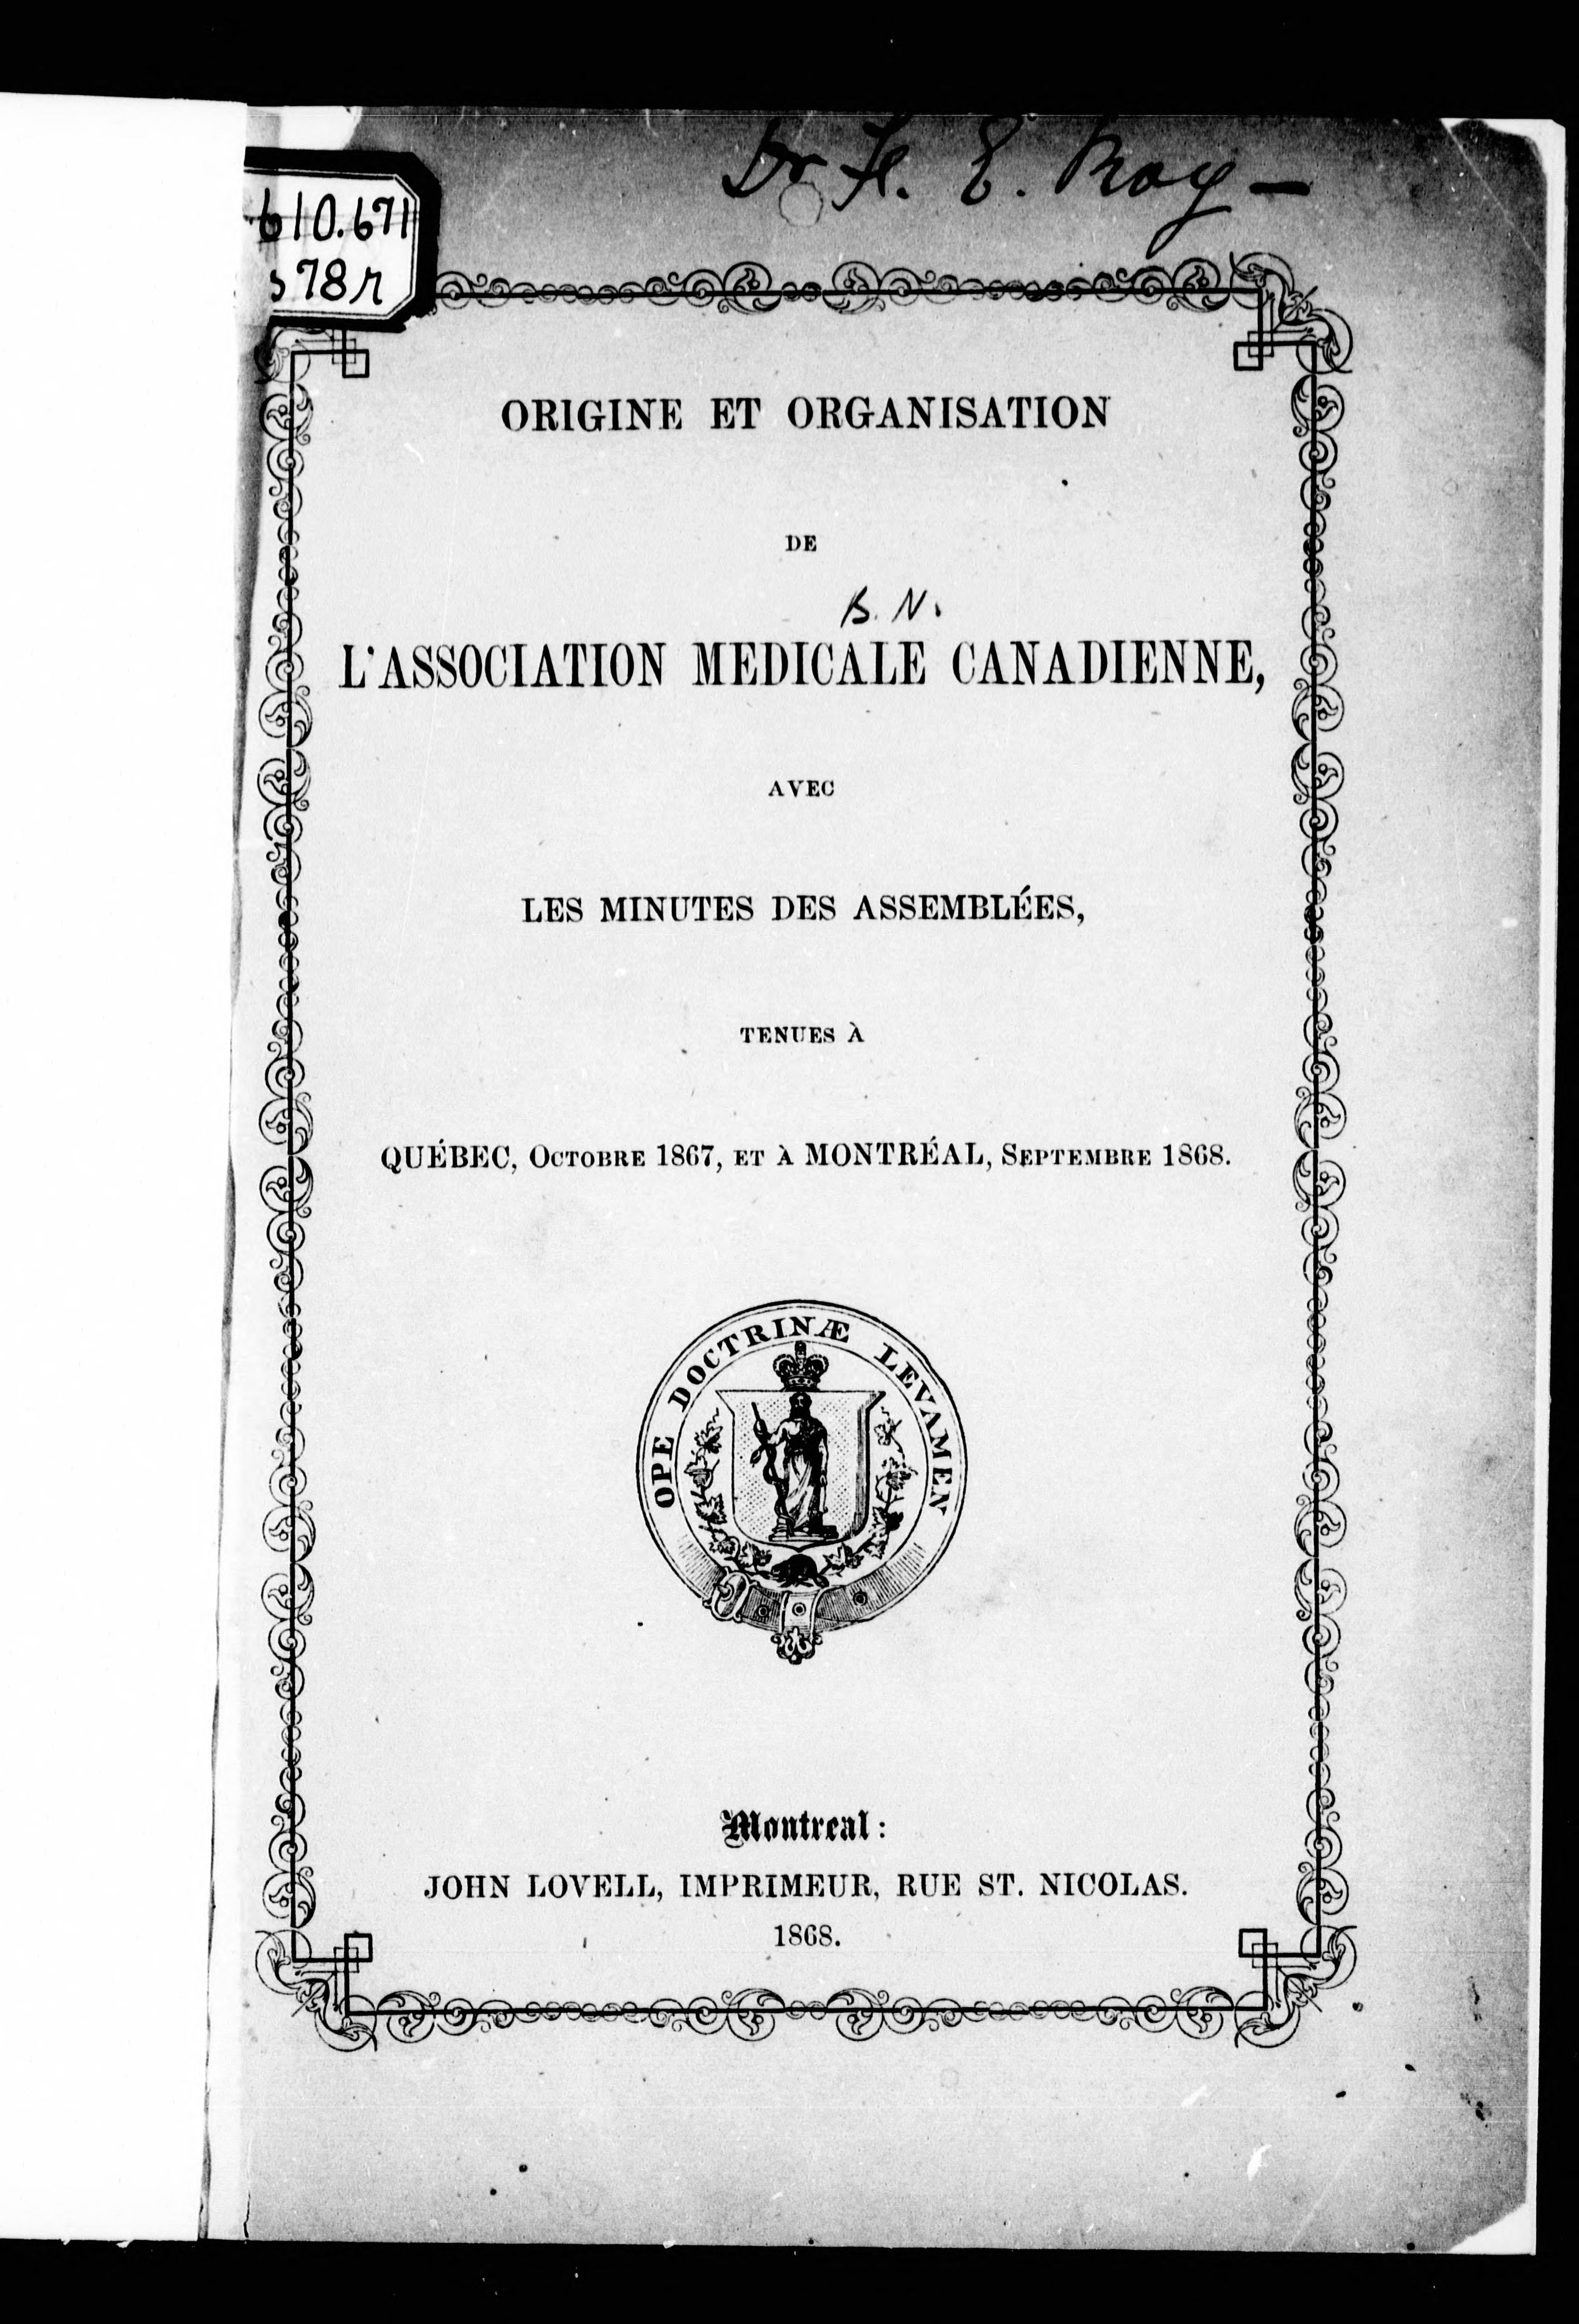 Dr F. E. Roy –
610.671
578r
ORIGINE ET ORGANISATION
DE
B. N.
L'ASSOCIATION MEDICALE CANADIENNE,
AVEC
LES MINUTES DES ASSEMBLÉES,
TENUES À
QUÉBEC, OCTOBRE 1867, ET À MONTRÉAL, SEPTEMBRE 1868.
OPE DOCTRINÆ LEVAMEN
Montreal:
JOHN LOVELL, IMPRIMEUR, RUE ST. NICOLAS.
1868.